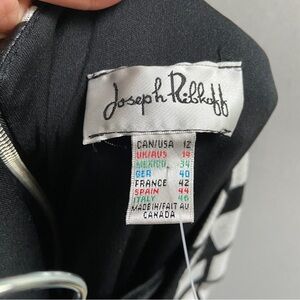 Joseph Ribkoff
CAN/USA 12
UK/AUS 14
MEXICO 34
GER 40
FRANCE 42
SPAIN 44
ITALY 46
MADE IN/FAIT AU
CANADA